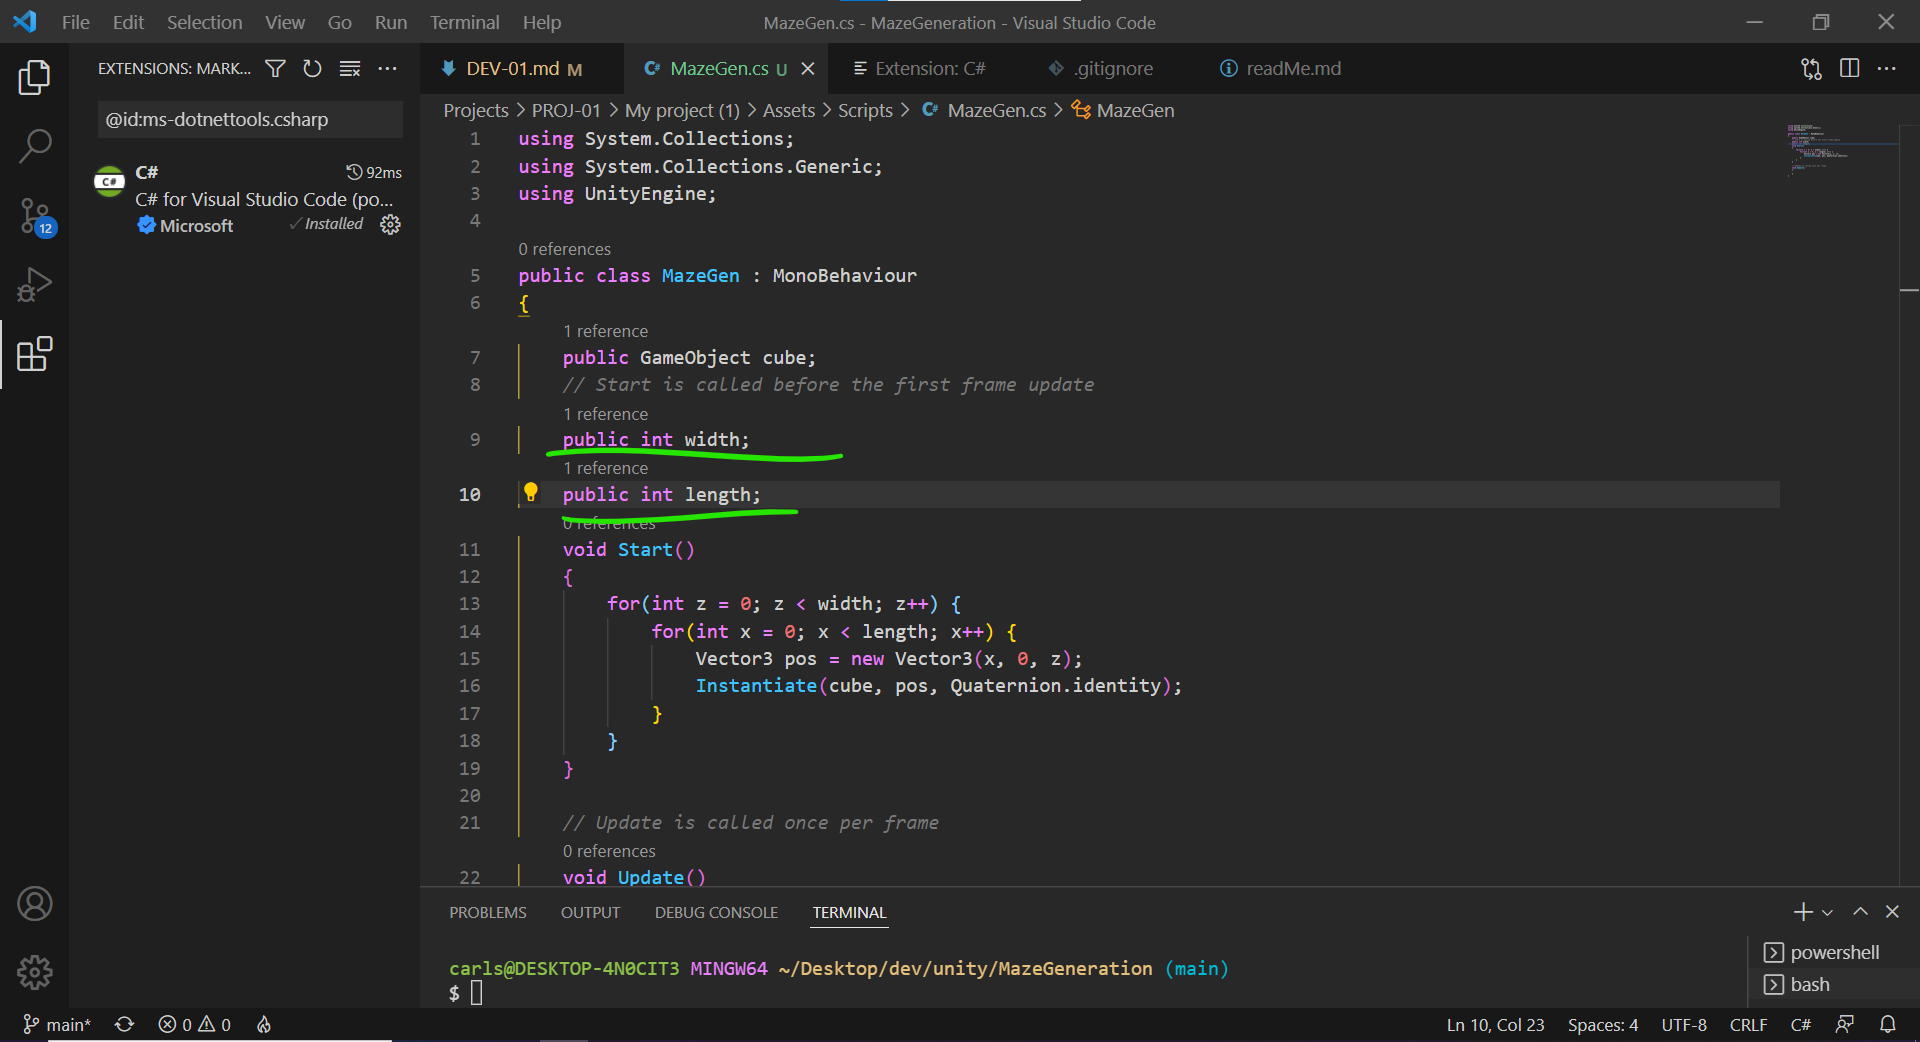 File Edit Selection View Go Run Terminal Help
MazeGen.cs - MazeGeneration - Visual Studio Code
EXTENSIONS: MARK...
@id:ms-dotnettools.csharp
C# 92ms
C# for Visual Studio Code (po...
Microsoft Installed
12
DEV-01.md M
MazeGen.cs U
Extension: C#
.gitignore
readMe.md
Projects > PROJ-01 > My project (1) > Assets > Scripts > MazeGen.cs > MazeGen
1 using System.Collections;
2 using System.Collections.Generic;
3 using UnityEngine;
4
0 references
5 public class MazeGen : MonoBehaviour
6 {
1 reference
7 public GameObject cube;
8 // Start is called before the first frame update
1 reference
9 public int width;
1 reference
10 public int length;
0 references
11 void Start()
12 {
13 for(int z = 0; z < width; z++) {
14 for(int x = 0; x < length; x++) {
15 Vector3 pos = new Vector3(x, 0, z);
16 Instantiate(cube, pos, Quaternion.identity);
17 }
18 }
19 }
20
21 // Update is called once per frame
0 references
22 void Update()
PROBLEMS OUTPUT DEBUG CONSOLE TERMINAL
carls@DESKTOP-4N0CIT3 MINGW64 ~/Desktop/dev/unity/MazeGeneration (main)
$
powershell
bash
main* 0 0
Ln 10, Col 23 Spaces: 4 UTF-8 CRLF C#